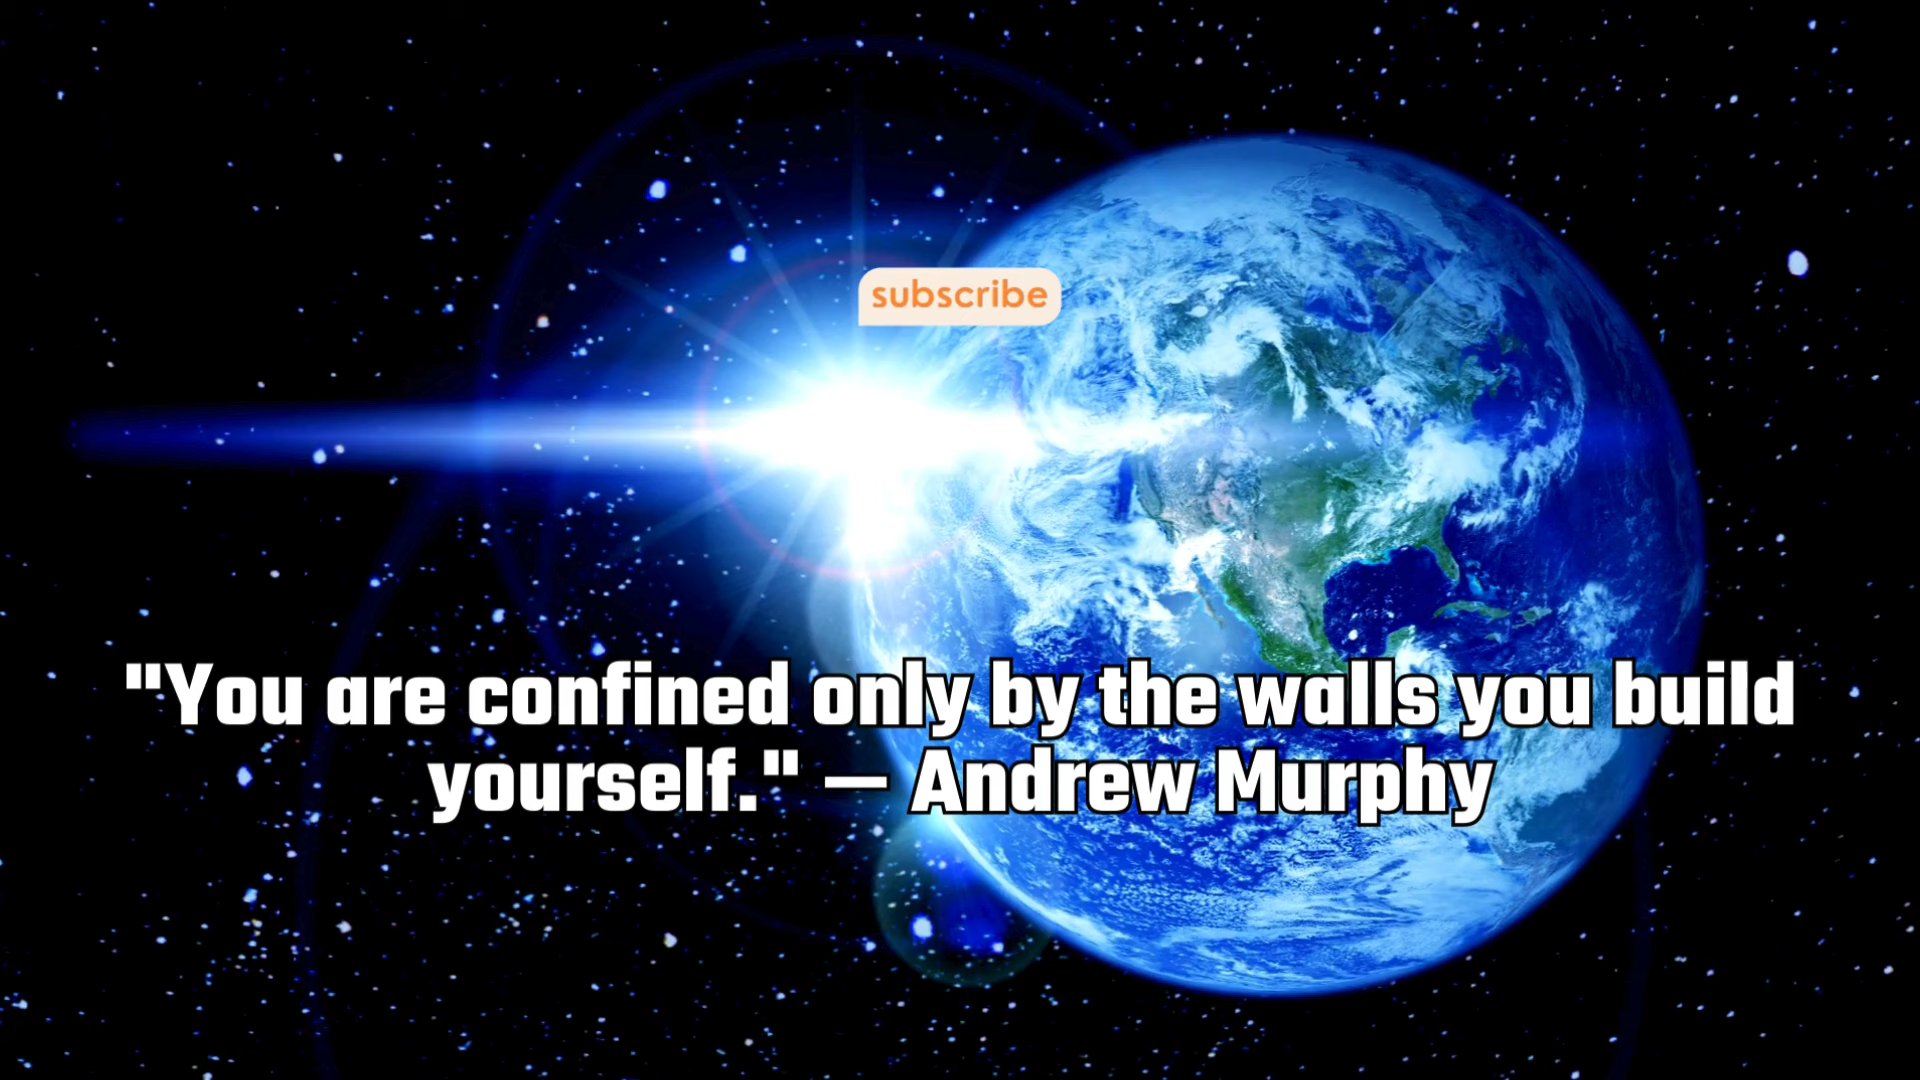 subscribe
"You are confined only by the walls you build
yourself." — Andrew Murphy